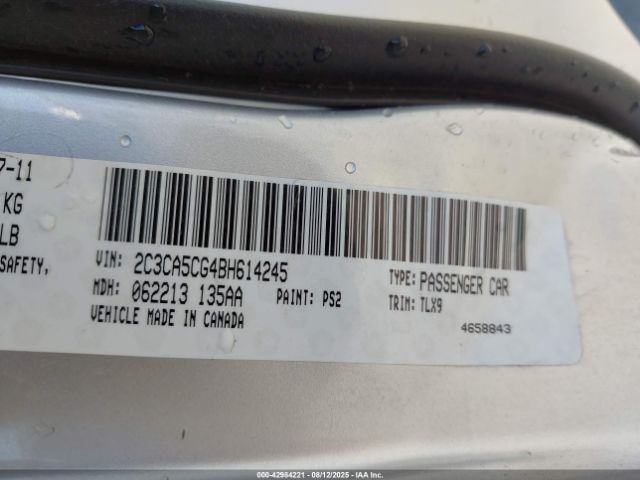 7-11
KG
LB
SAFETY,
VIN: 2C3CA5CG4BH614245
MDH: 062213 135AA PAINT: PS2
VEHICLE MADE IN CANADA
TYPE: PASSENGER CAR
TRIM: TLX9
4658843
000-42984221 - 08/12/2025 - IAA Inc.